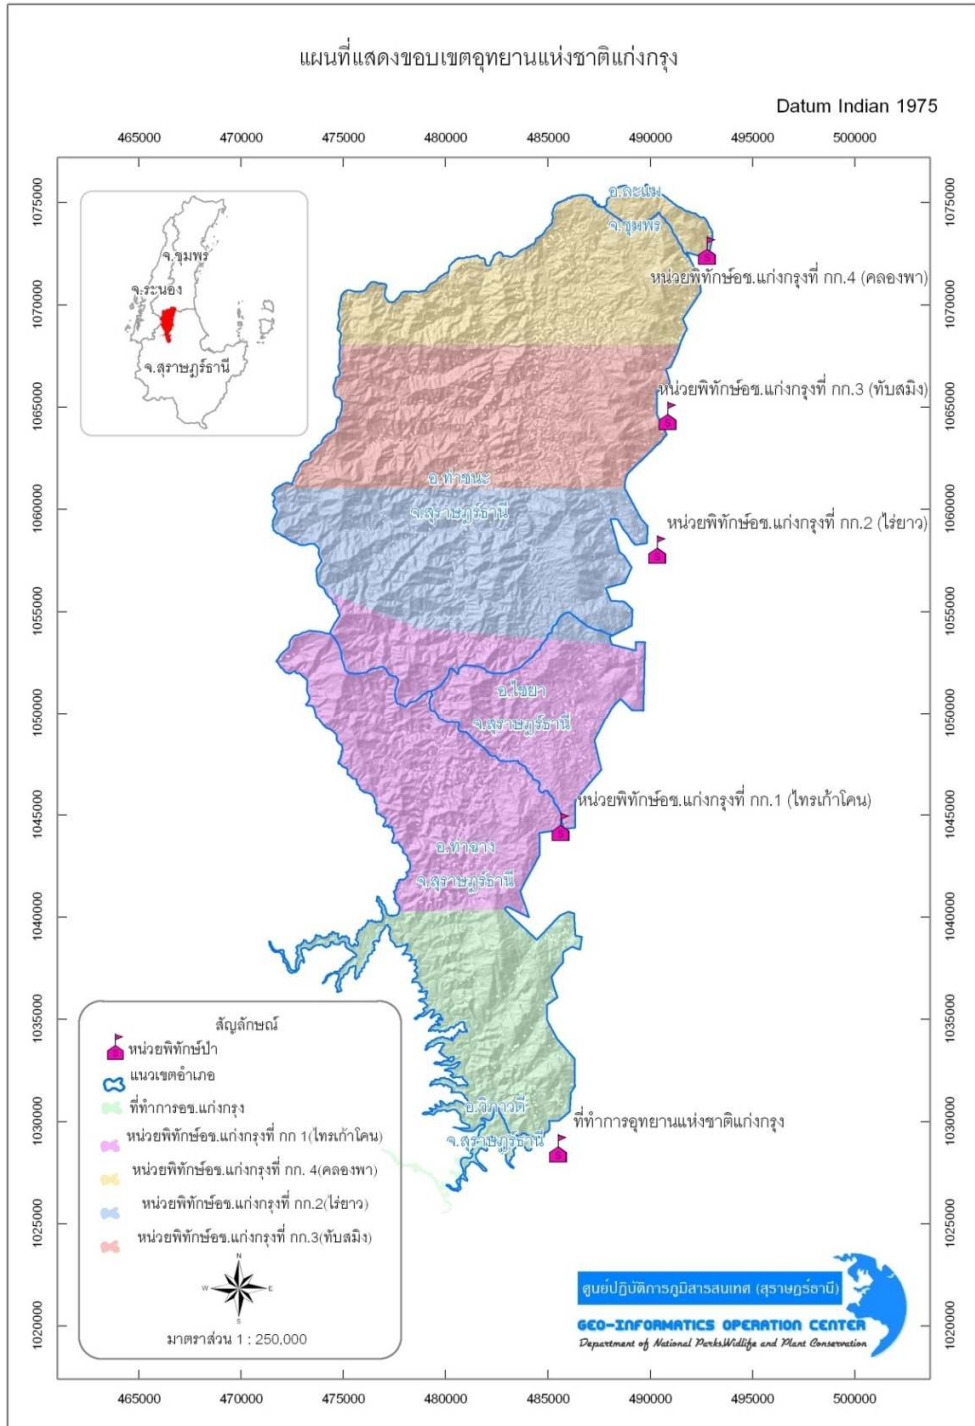 แผนที่แสดงขอบเขตอุทยานแห่งชาติแก่งกรุง
Datum Indian 1975
465000 470000 475000 480000 485000 490000 495000 500000
1075000 1075000
1070000 1070000
1065000 1065000
1060000 1060000
1055000 1055000
1050000 1050000
1045000 1045000
1040000 1040000
1035000 1035000
1030000 1030000
1025000 1025000
1020000 1020000
จ.ชุมพร
จ.ระนอง
จ.สุราษฎร์ธานี
อ.ละแม
จ.ชุมพร
หน่วยพิทักษ์อช.แก่งกรุงที่ กก.4 (คลองพา)
หน่วยพิทักษ์อช.แก่งกรุงที่ กก.3 (ทับสมิง)
อ.ท่าชนะ
จ.สุราษฎร์ธานี
หน่วยพิทักษ์อช.แก่งกรุงที่ กก.2 (ไร่ยาว)
อ.ไชยา
จ.สุราษฎร์ธานี
หน่วยพิทักษ์อช.แก่งกรุงที่ กก.1 (ไทรเก้าโคน)
อ.ท่าฉาง
จ.สุราษฎร์ธานี
อ.วิภาวดี
จ.สุราษฎร์ธานี
ที่ทำการอุทยานแห่งชาติแก่งกรุง
สัญลักษณ์
หน่วยพิทักษ์ป่า
แนวเขตอำเภอ
ที่ทำการอช.แก่งกรุง
หน่วยพิทักษ์อช.แก่งกรุงที่ กก 1(ไทรเก้าโคน)
หน่วยพิทักษ์อช.แก่งกรุงที่ กก. 4(คลองพา)
หน่วยพิทักษ์อช.แก่งกรุงที่ กก.2(ไร่ยาว)
หน่วยพิทักษ์อช.แก่งกรุงที่ กก.3(ทับสมิง)
N
W E
S
มาตราส่วน 1 : 250,000
ศูนย์ปฏิบัติการภูมิสารสนเทศ (สุราษฎร์ธานี)
GEO-INFORMATICS OPERATION CENTER
Department of National Parks,Wildlife and Plant Conservation
465000 470000 475000 480000 485000 490000 495000 500000